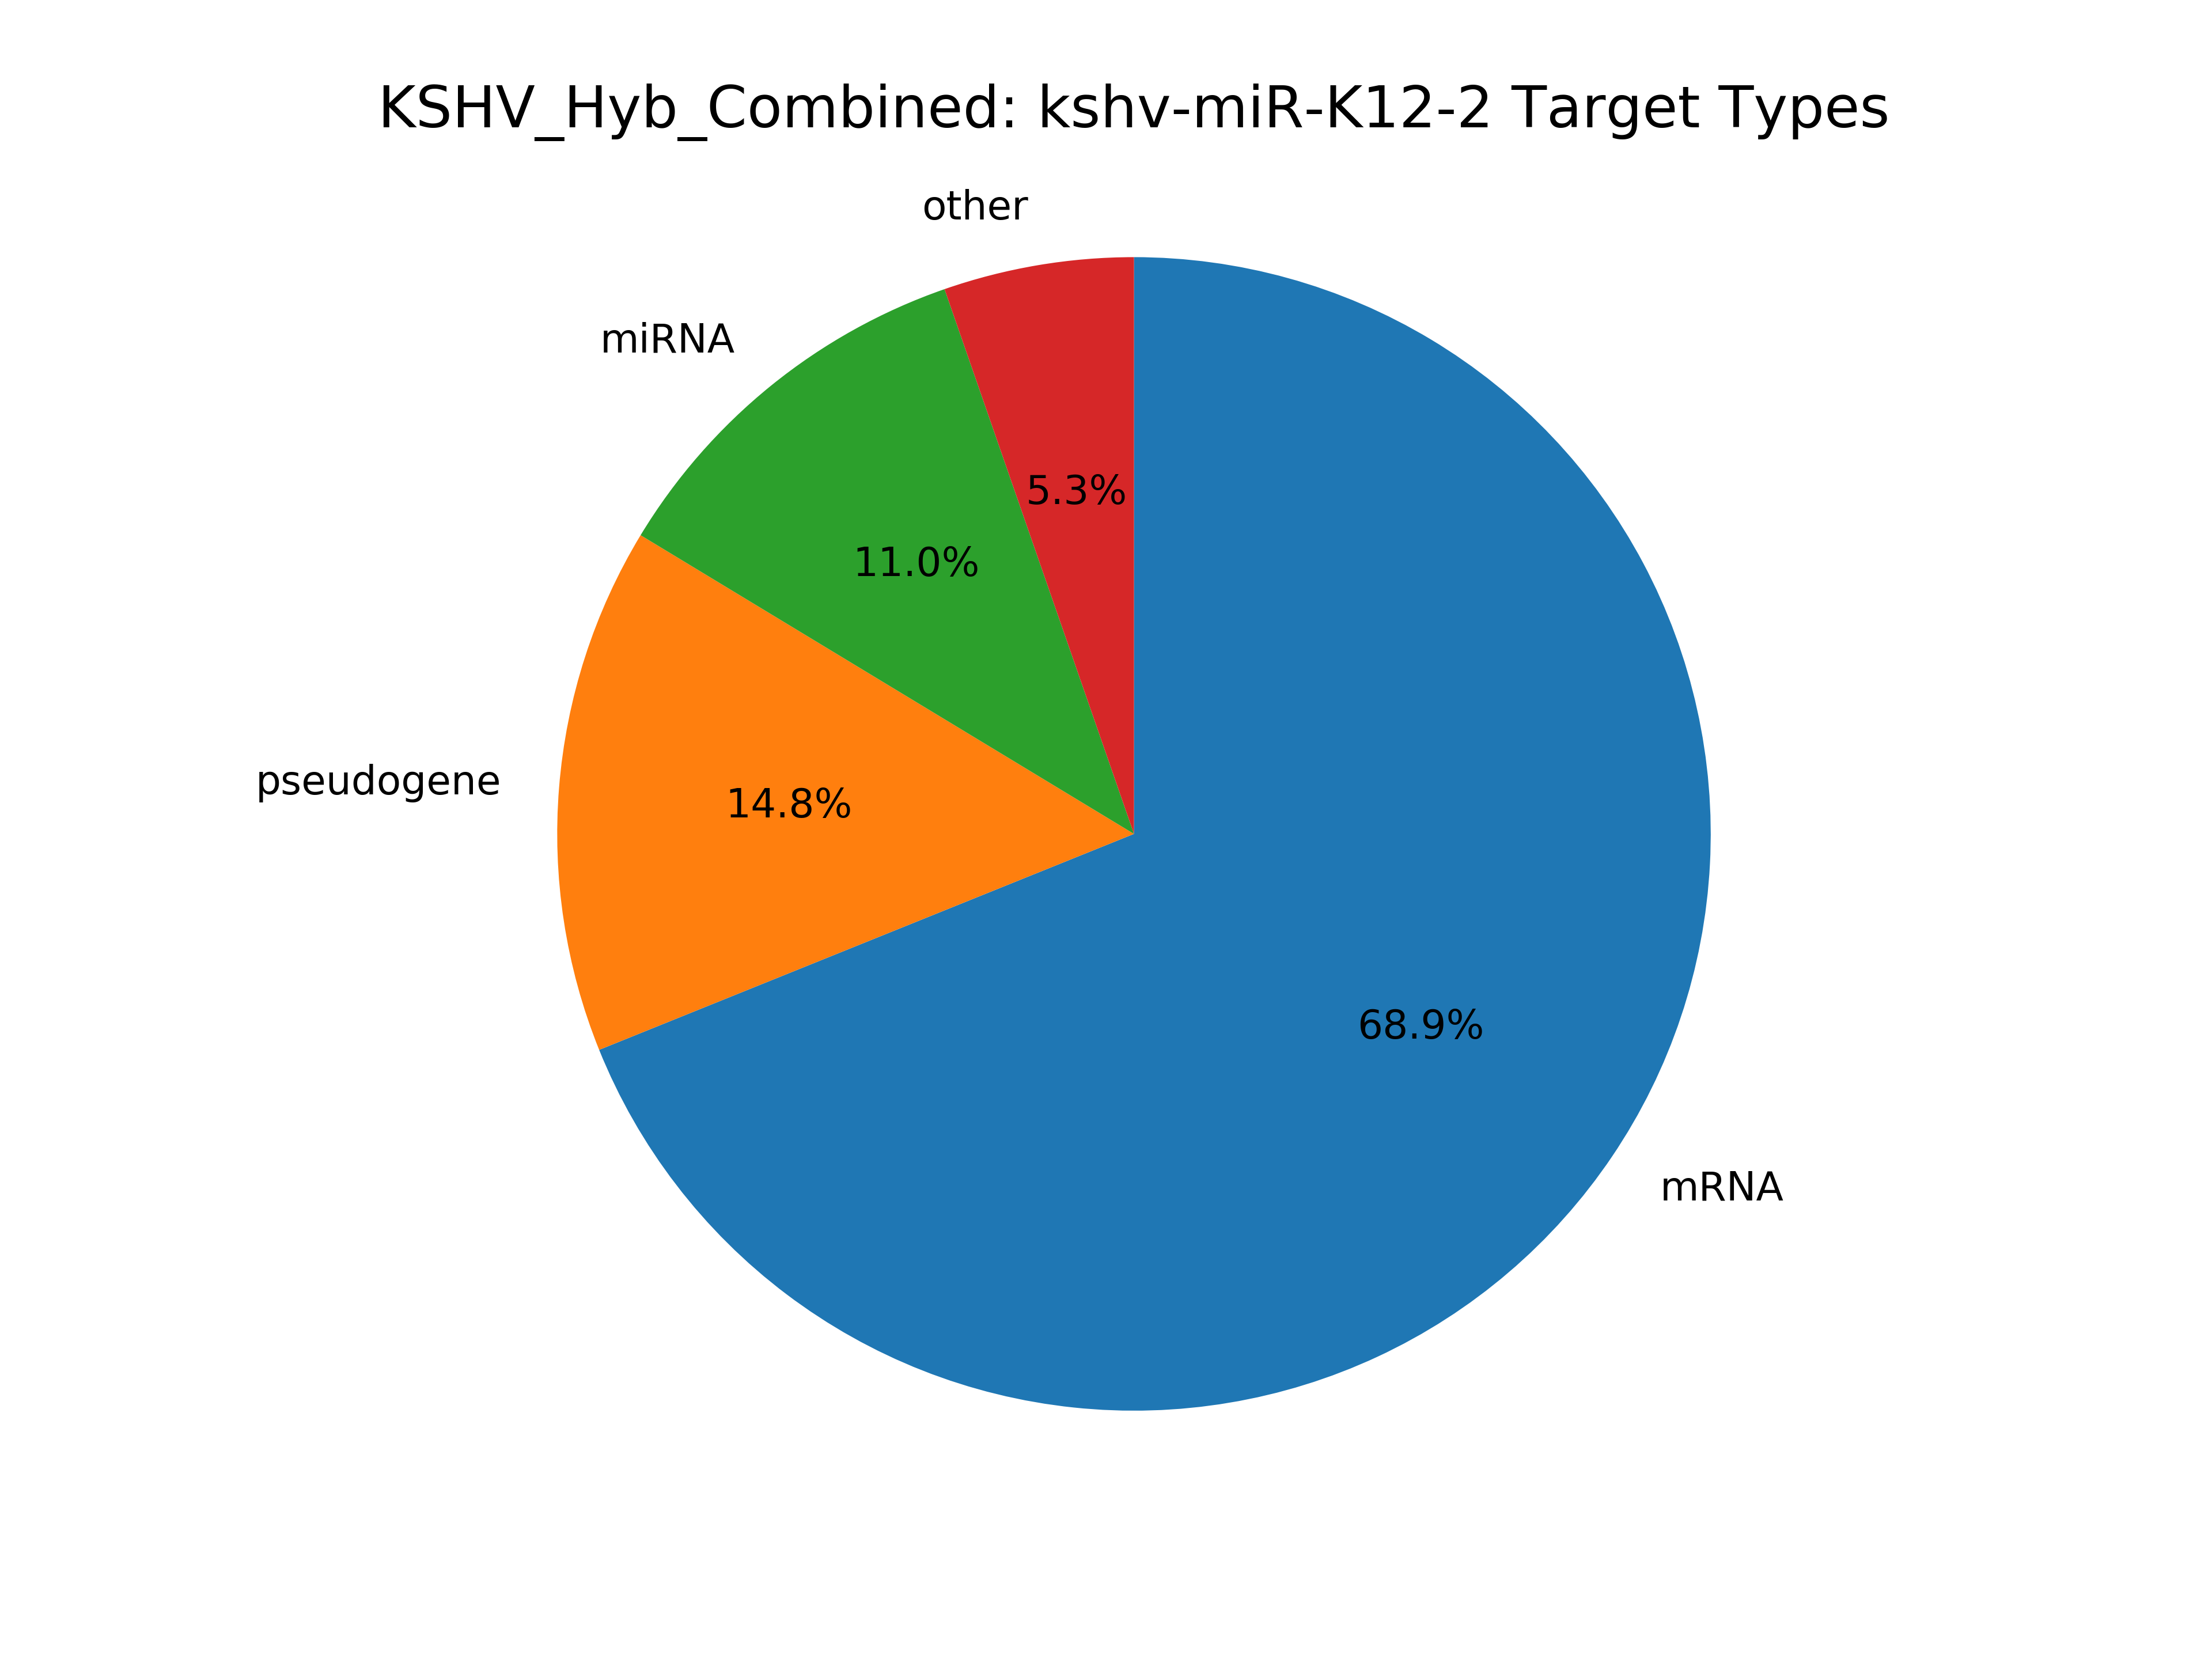 KSHV_Hyb_Combined: kshv-miR-K12-2 Target Types
other
miRNA
5.3%
11.0%
pseudogene
14.8%
68.9%
mRNA